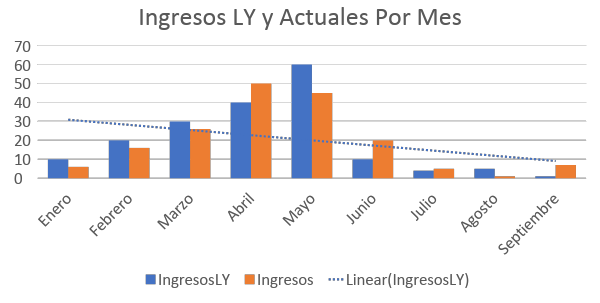 Ingresos LY y Actuales Por Mes
70
60
50
40
30
20
10
0
Enero
Febrero
Marzo
Abril
Mayo
Junio
Julio
Agosto
Septiembre
IngresosLY
Ingresos
Linear(IngresosLY)